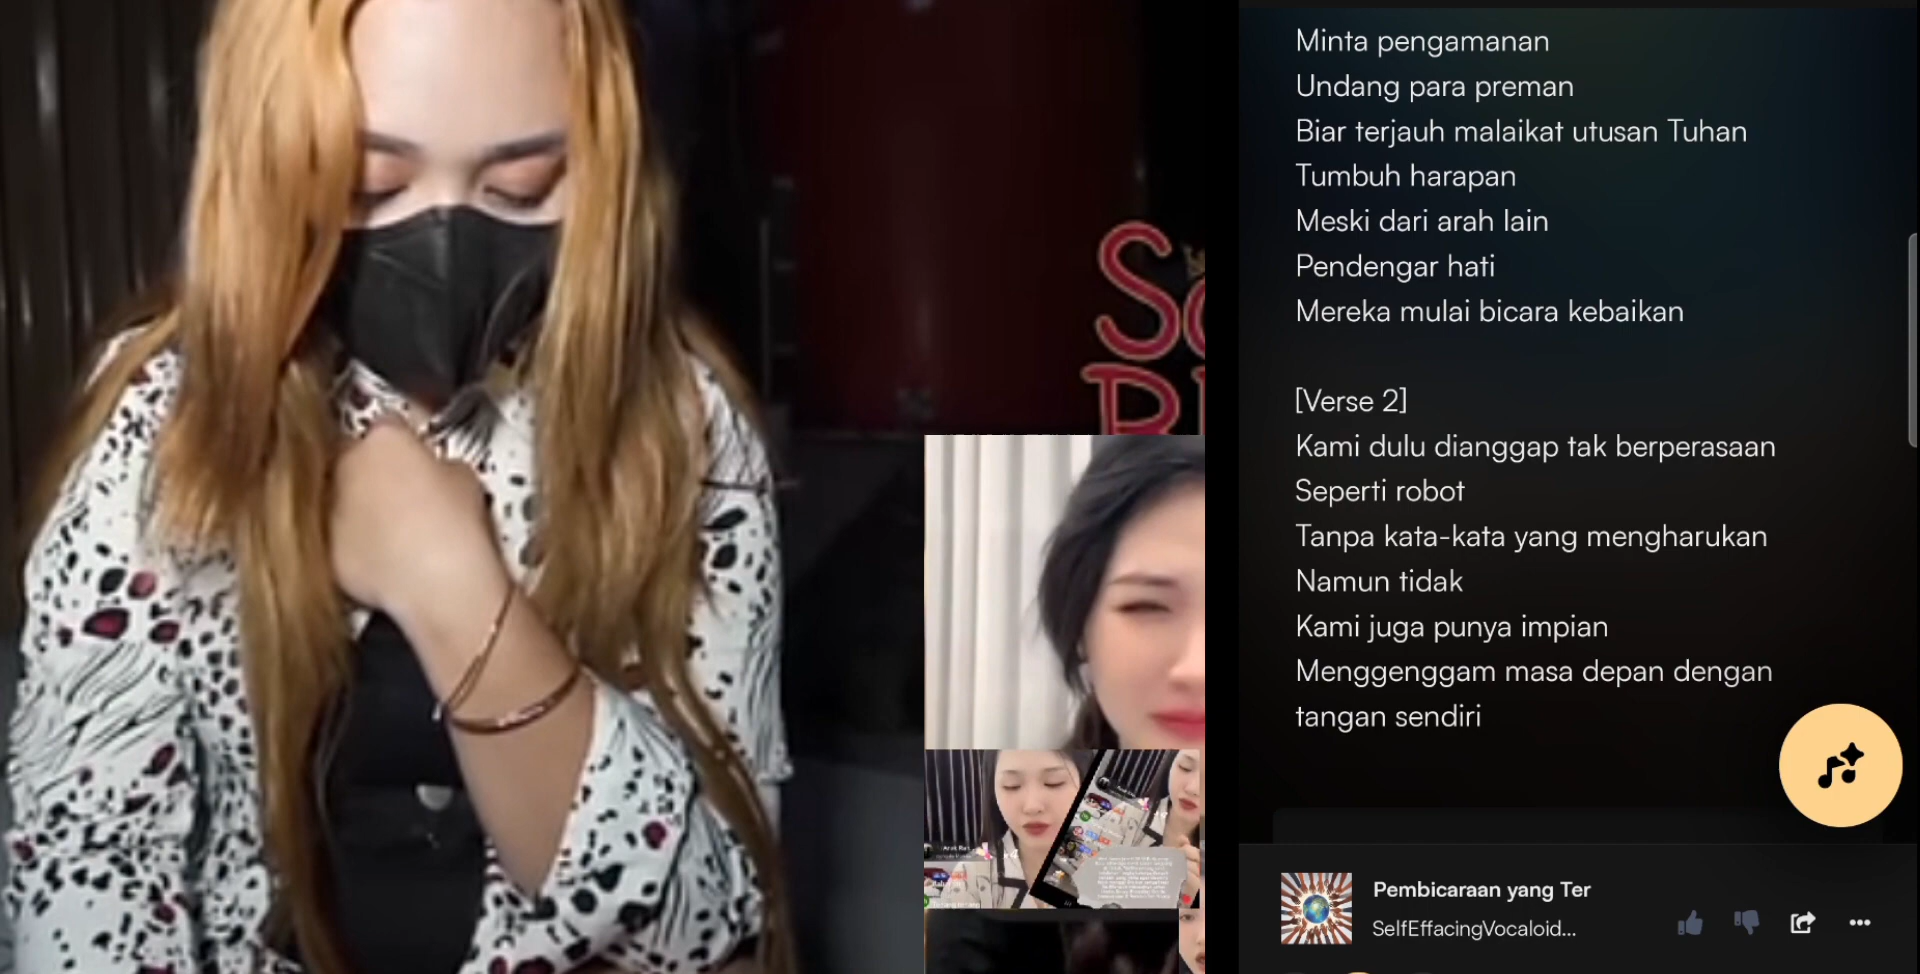 Minta pengamanan
Undang para preman
Biar terjauh malaikat utusan Tuhan
Tumbuh harapan
Meski dari arah lain
Pendengar hati
Mereka mulai bicara kebaikan
[Verse 2]
Kami dulu dianggap tak berperasaan
Seperti robot
Tanpa kata-kata yang mengharukan
Namun tidak
Kami juga punya impian
Menggenggam masa depan dengan
tangan sendiri
Pembicaraan yang Ter
SelfEffacingVocaloid...